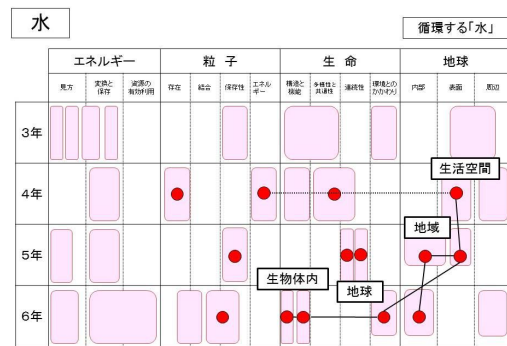 水
循環する「水」
エネルギー 粒子 生命 地球
見方 変換と保存 資源の有効利用 存在 結合 保存性 エネルギー 構造と機能 多様性と共通性 連続性 環境とのかかわり 内部 表面 周辺
3年
生活空間
4年
地域
5年
生物体内
地球
6年